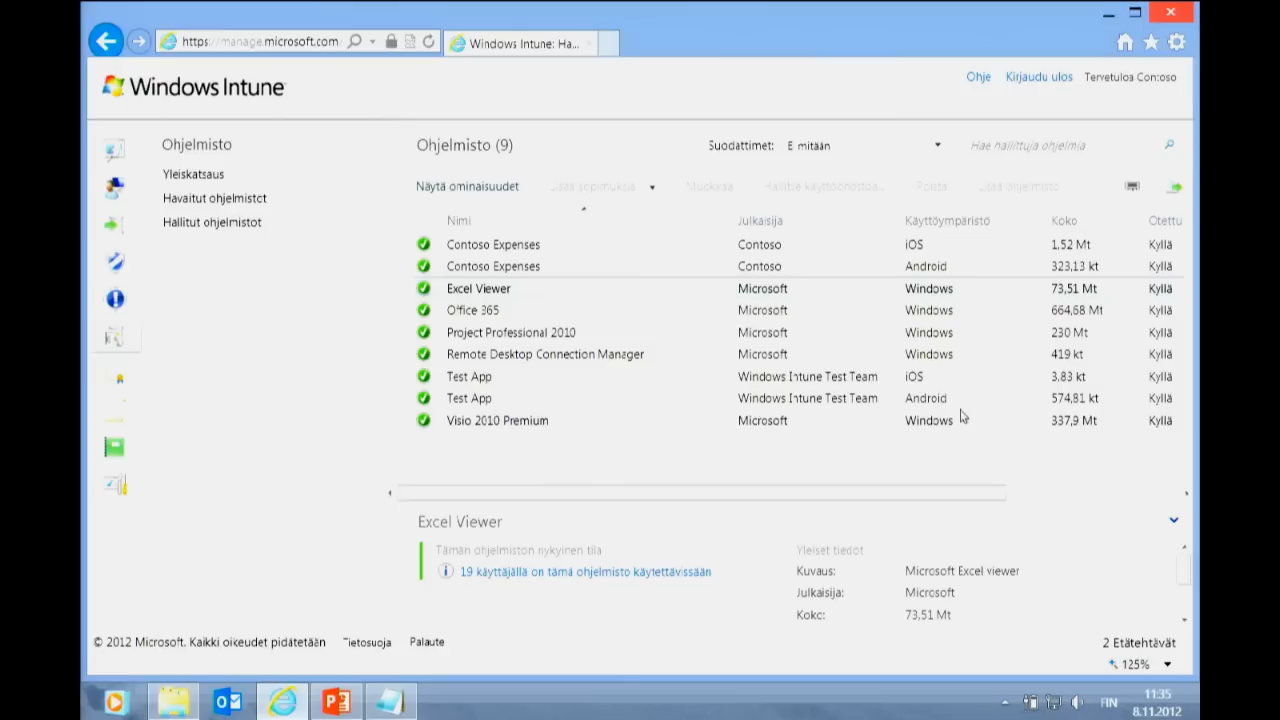 https://manage.microsoft.com
Windows Intune: Ha...
Windows Intune
Ohje Kirjaudu ulos Tervetuloa Contoso
Ohjelmisto
Yleiskatsaus
Havaitut ohjelmistot
Hallitut ohjelmistot
Ohjelmisto (9)
Suodattimet: Ei mitään
Hae hallittuja ohjelmia
Näytä ominaisuudet Lisää sopimuksia Muokkaa Hallitse käyttöönottoa... Poista Lisää ohjelmisto
Nimi Julkaisija Käyttöympäristö Koko Otettu
Contoso Expenses Contoso iOS 1,52 Mt Kyllä
Contoso Expenses Contoso Android 323,13 kt Kyllä
Excel Viewer Microsoft Windows 73,51 Mt Kyllä
Office 365 Microsoft Windows 664,68 Mt Kyllä
Project Professional 2010 Microsoft Windows 230 Mt Kyllä
Remote Desktop Connection Manager Microsoft Windows 419 kt Kyllä
Test App Windows Intune Test Team iOS 3,83 kt Kyllä
Test App Windows Intune Test Team Android 574,81 kt Kyllä
Visio 2010 Premium Microsoft Windows 337,9 Mt Kyllä
Excel Viewer
Tämän ohjelmiston nykyinen tila
19 käyttäjällä on tämä ohjelmisto käytettävissään
Yleiset tiedot
Kuvaus: Microsoft Excel viewer
Julkaisija: Microsoft
Koko: 73,51 Mt
© 2012 Microsoft. Kaikki oikeudet pidätetään Tietosuoja Palaute
2 Etätehtävät
125%
FIN
11:35
8.11.2012